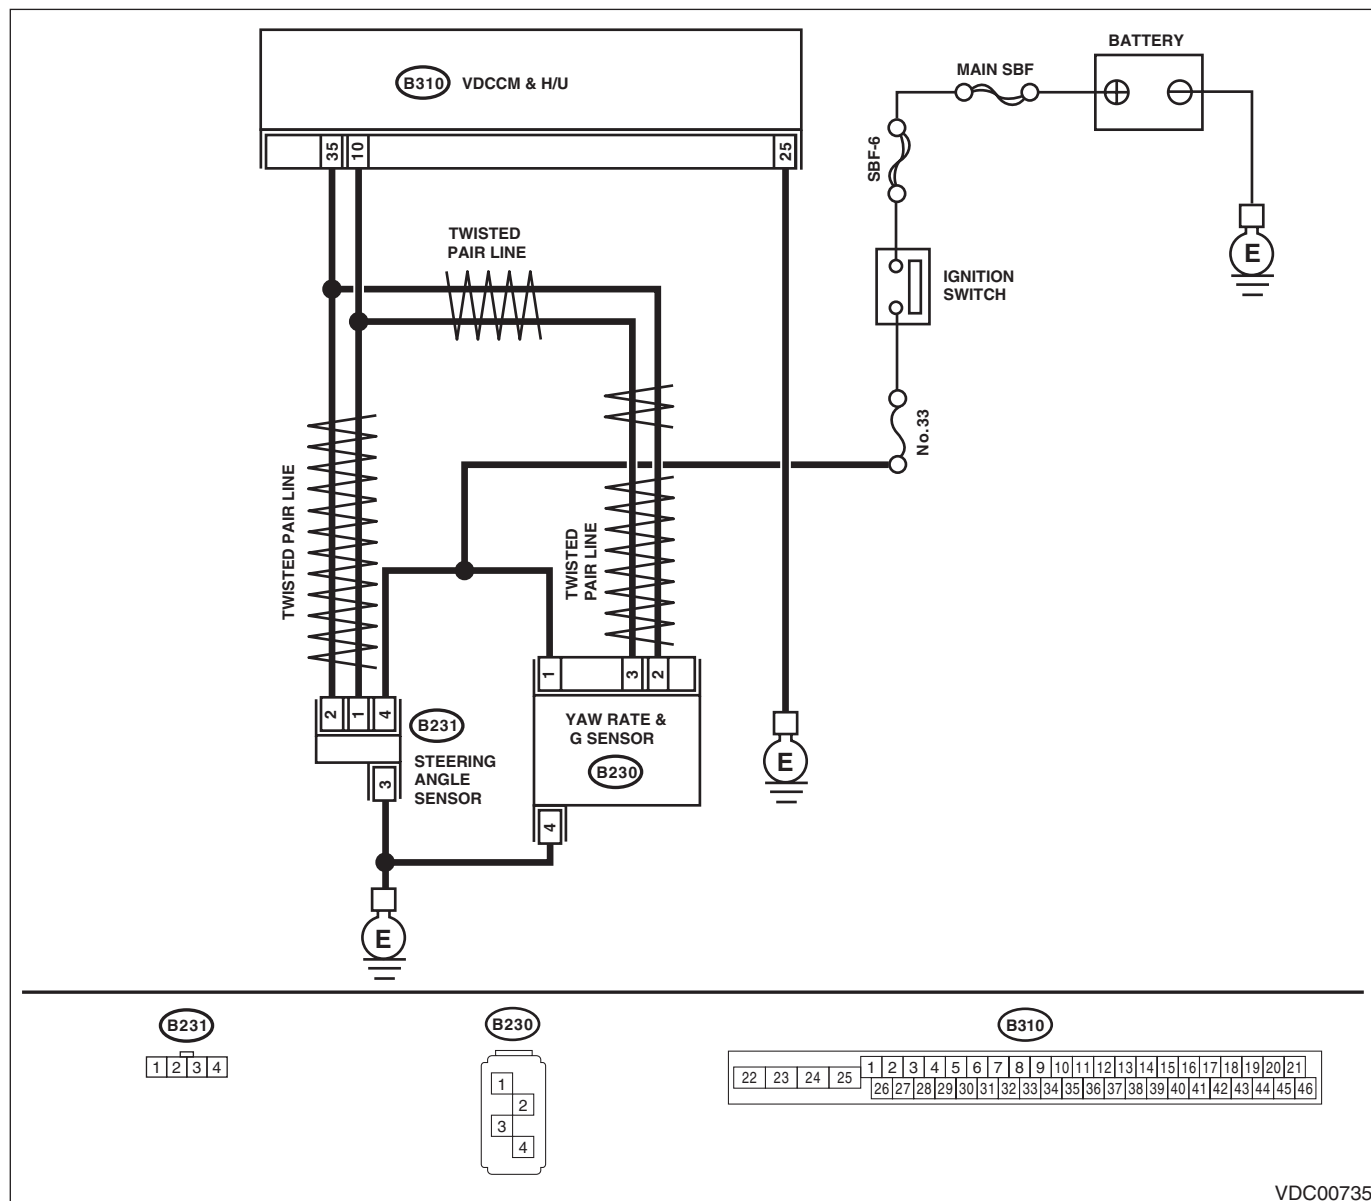 BATTERY
MAIN SBF
B310 VDCCM & H/U
35 10 25
SBF-6
TWISTED
PAIR LINE
E
IGNITION
SWITCH
No.33
TWISTED PAIR LINE
TWISTED
PAIR LINE
1 3 2
2 1 4
B231
YAW RATE &
G SENSOR
B230
STEERING
ANGLE
SENSOR
E
3
4
E
B231
1 2 3 4
B230
1
2
3
4
B310
22 23 24 25
1 2 3 4 5 6 7 8 9 10 11 12 13 14 15 16 17 18 19 20 21
26 27 28 29 30 31 32 33 34 35 36 37 38 39 40 41 42 43 44 45 46
VDC00735